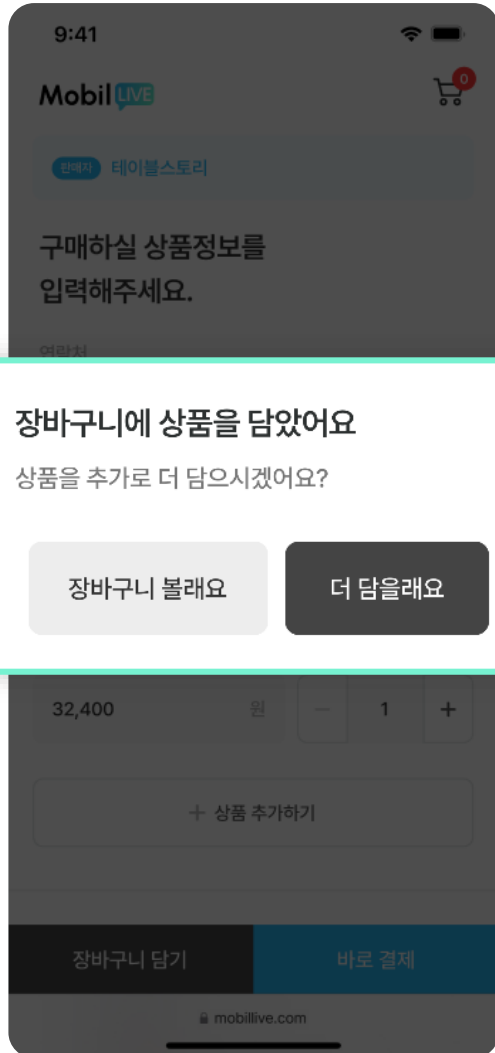 9:41
Mobil LIVE
0
판매자 테이블스토리
구매하실 상품정보를
입력해주세요.
연락처
장바구니에 상품을 담았어요
상품을 추가로 더 담으시겠어요?
장바구니 볼래요 더 담을래요
32,400 원 － 1 +
+ 상품 추가하기
장바구니 담기 바로 결제
mobillive.com